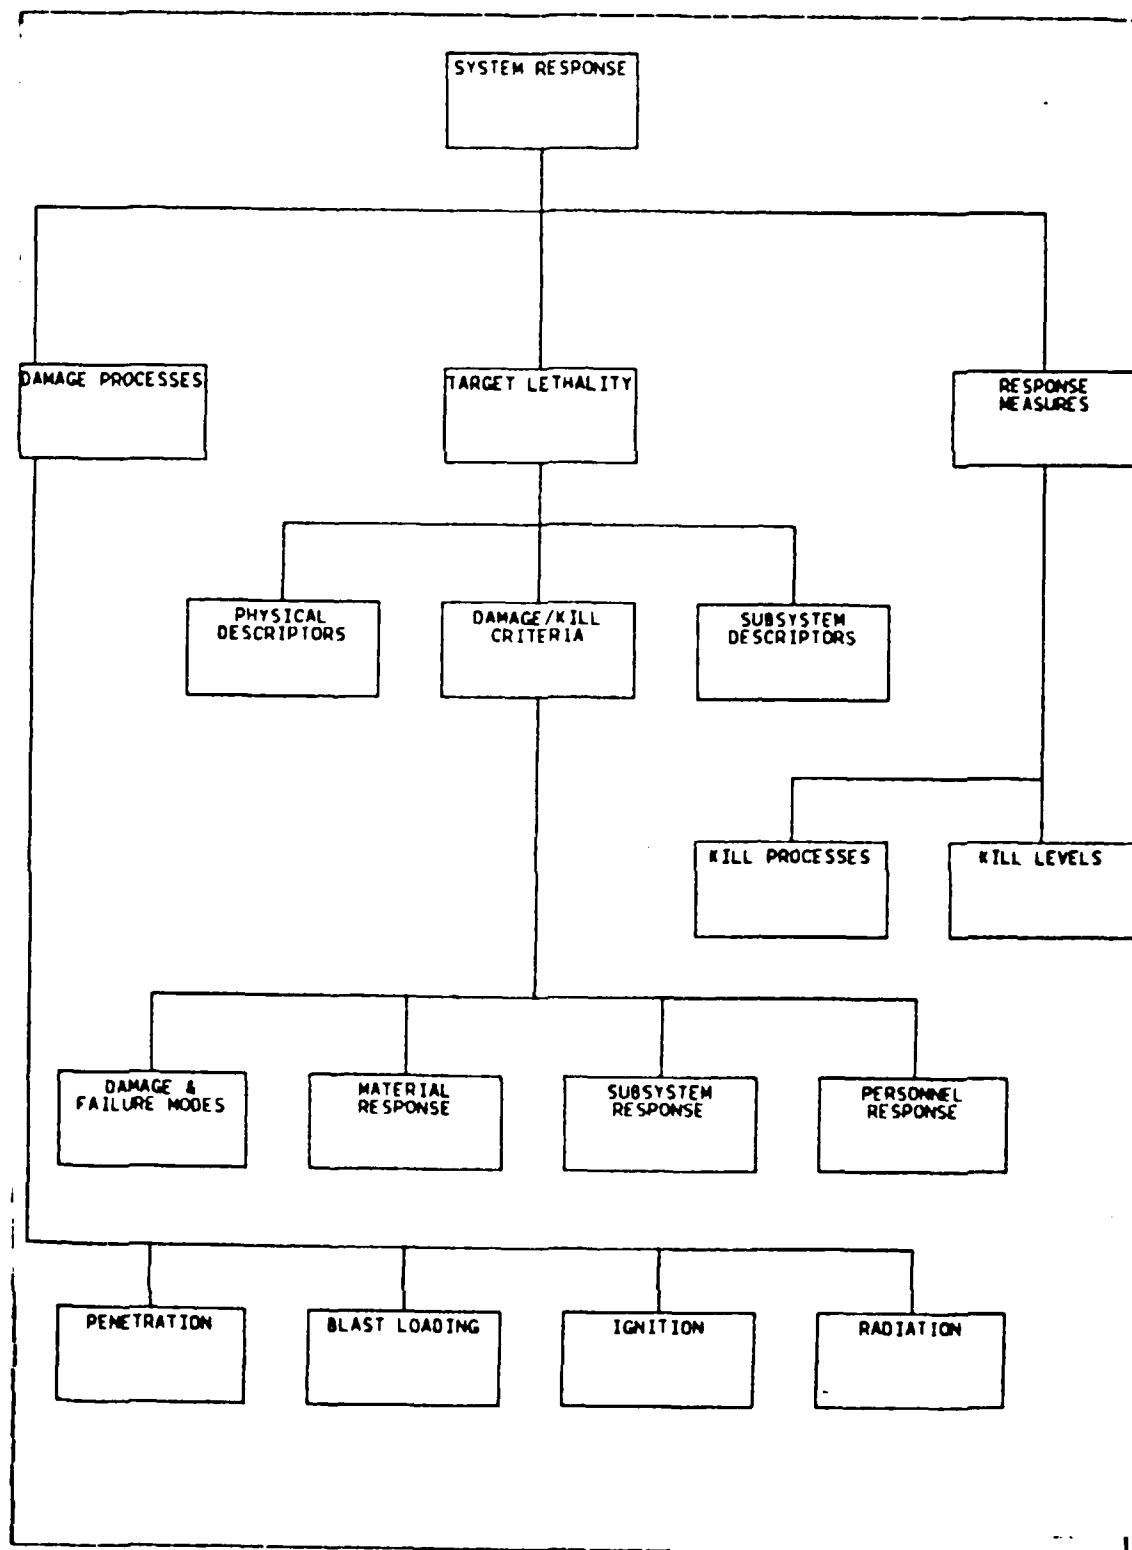 SYSTEM RESPONSE
DAMAGE PROCESSES
TARGET LETHALITY
RESPONSE
MEASURES
PHYSICAL
DESCRIPTORS
DAMAGE/KILL
CRITERIA
SUBSYSTEM
DESCRIPTORS
KILL PROCESSES
KILL LEVELS
DAMAGE &
FAILURE MODES
MATERIAL
RESPONSE
SUBSYSTEM
RESPONSE
PERSONNEL
RESPONSE
PENETRATION
BLAST LOADING
IGNITION
RADIATION